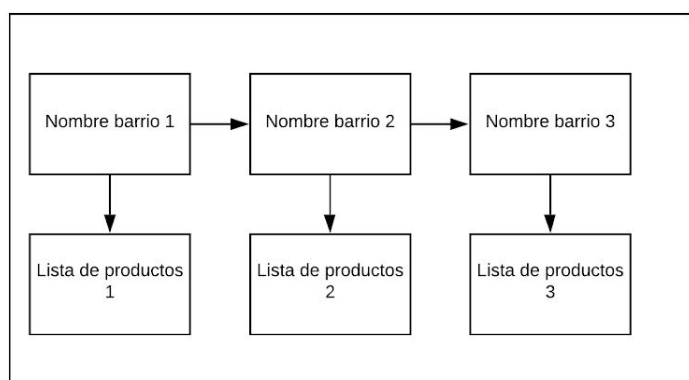 Nombre barrio 1
Nombre barrio 2
Nombre barrio 3
Lista de productos
1
Lista de productos
2
Lista de productos
3